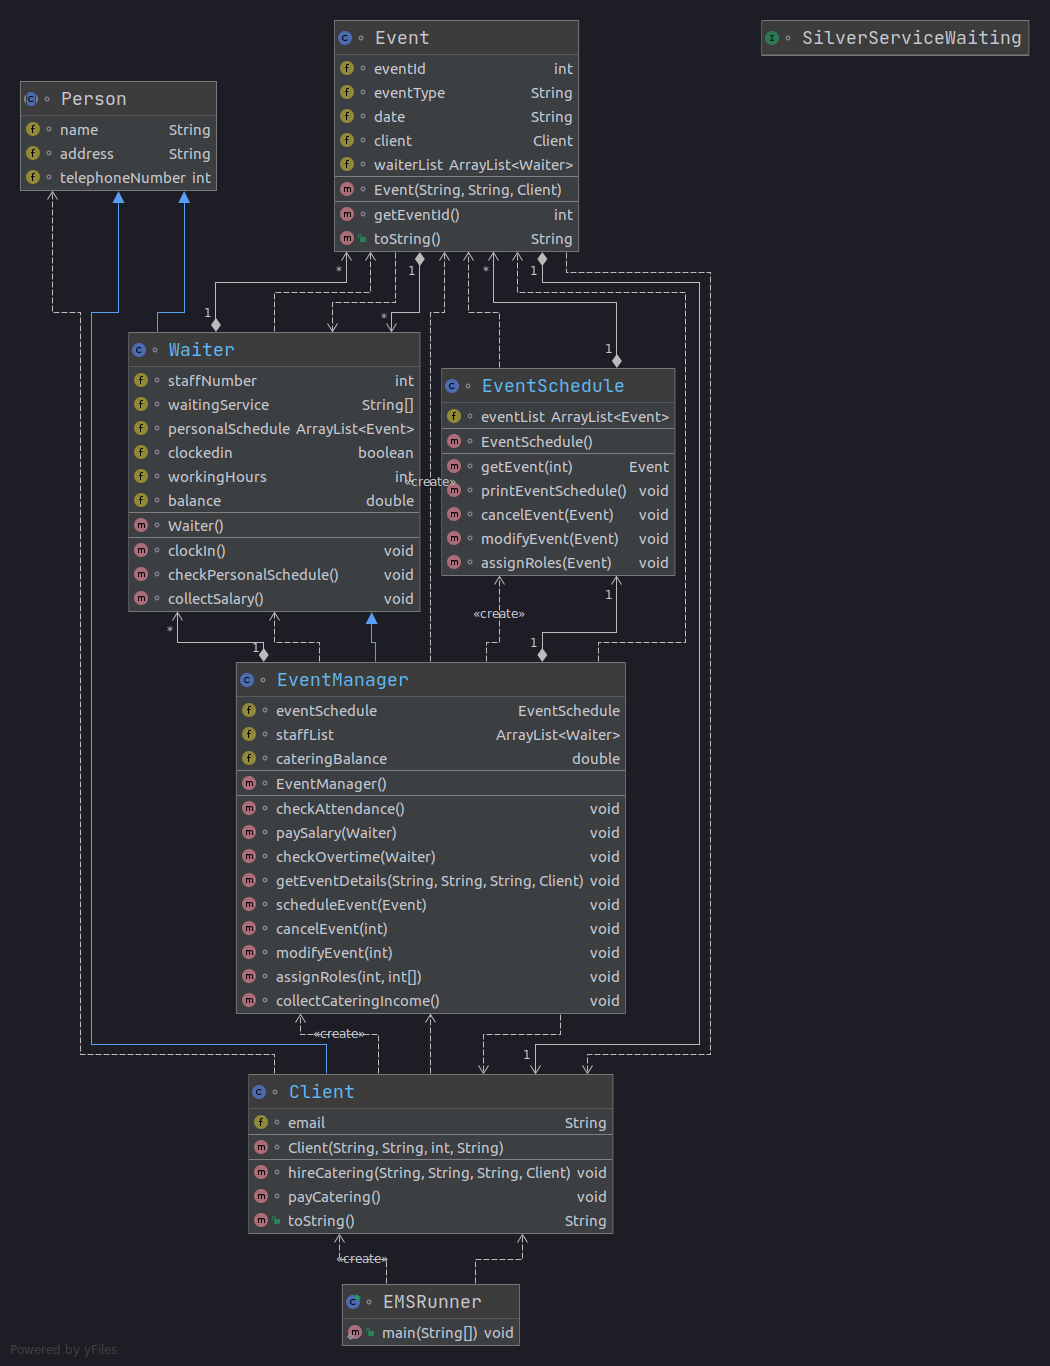 Event
eventId int
eventType String
date String
client Client
waiterList ArrayList<Waiter>
Event(String, String, Client)
getEventId() int
toString() String
SilverServiceWaiting
Person
name String
address String
telephoneNumber int
* 1 * 1
1 * 1
Waiter
staffNumber int
waitingService String[]
personalSchedule ArrayList<Event>
clockedin boolean
workingHours int
balance double
Waiter()
clockIn() void
checkPersonalSchedule() void
collectSalary() void
«create»
EventSchedule
eventList ArrayList<Event>
EventSchedule()
getEvent(int) Event
printEventSchedule() void
cancelEvent(Event) void
modifyEvent(Event) void
assignRoles(Event) void
1
«create»
* 1 1
EventManager
eventSchedule EventSchedule
staffList ArrayList<Waiter>
cateringBalance double
EventManager()
checkAttendance() void
paySalary(Waiter) void
checkOvertime(Waiter) void
getEventDetails(String, String, String, Client) void
scheduleEvent(Event) void
cancelEvent(int) void
modifyEvent(int) void
assignRoles(int, int[]) void
collectCateringIncome() void
«create»
1
Client
email String
Client(String, String, int, String)
hireCatering(String, String, String, Client) void
payCatering() void
toString() String
«create»
EMSRunner
main(String[]) void
Powered by yFiles